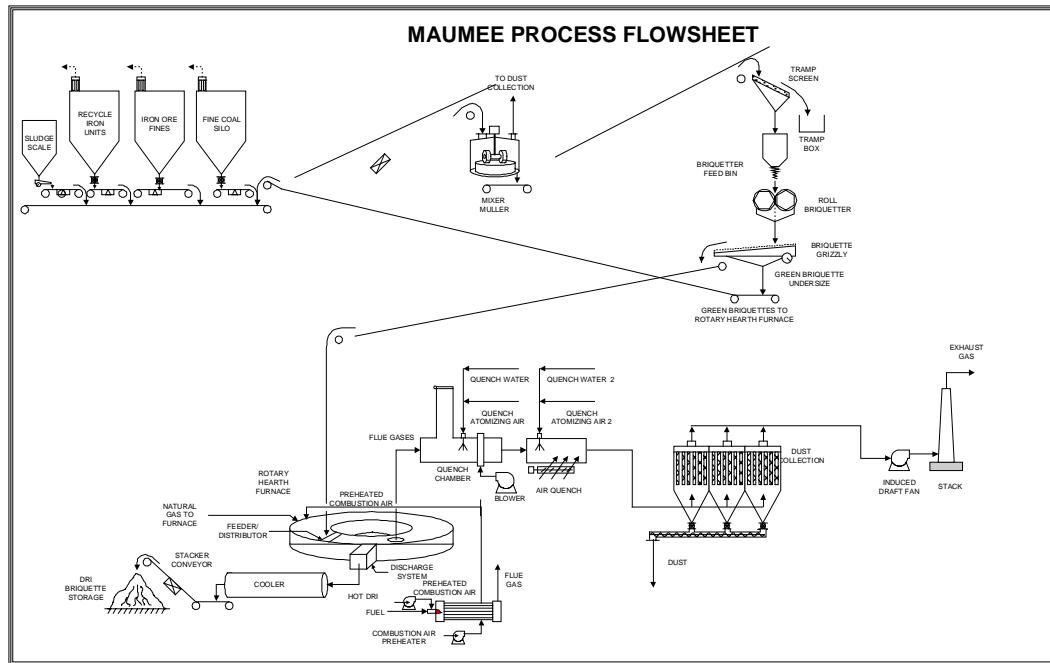 MAUMEE PROCESS FLOWSHEET
SLUDGE
SCALE
RECYCLE
IRON
UNITS
IRON ORE
FINES
FINE COAL
SILO
TO DUST
COLLECTION
MIXER
MULLER
TRAMP
SCREEN
TRAMP
BOX
BRIQUETTER
FEED BIN
ROLL
BRIQUETTER
BRIQUETTE
GRIZZLY
GREEN BRIQUETTE
UNDERSIZE
GREEN BRIQUETTES TO
ROTARY HEARTH FURNACE
EXHAUST
GAS
QUENCH WATER
QUENCH WATER 2
QUENCH
ATOMIZING AIR
QUENCH
ATOMIZING AIR 2
FLUE GASES
QUENCH
CHAMBER
BLOWER
AIR QUENCH
DUST
COLLECTION
INDUCED
DRAFT FAN
STACK
DUST
ROTARY
HEARTH
FURNACE
PREHEATED
COMBUSTION AIR
NATURAL
GAS TO
FURNACE
FEEDER/
DISTRIBUTOR
DISCHARGE
SYSTEM
STACKER
CONVEYOR
DRI
BRIQUETTE
STORAGE
COOLER
HOT DRI
PREHEATED
COMBUSTION AIR
FLUE
GAS
FUEL
COMBUSTION AIR
PREHEATER